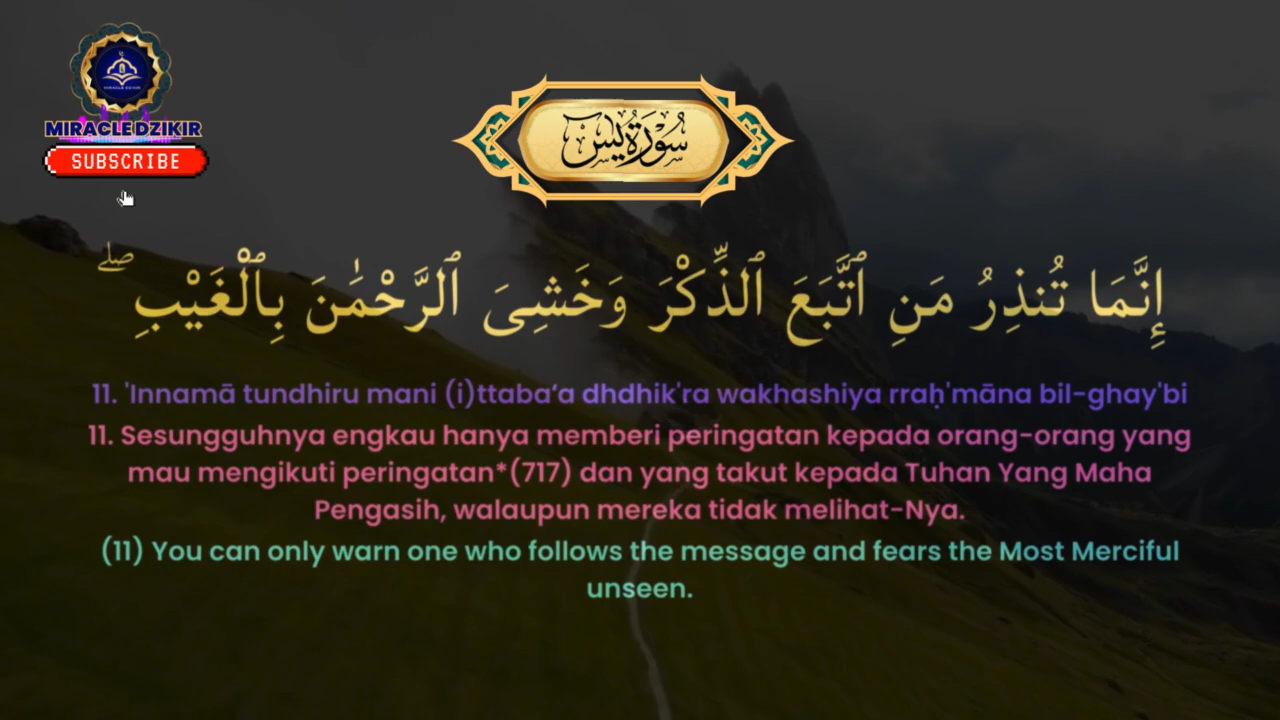 MIRACLEDZIKIR
SUBSCRIBE
سُورَةُ يسٓ
إِنَّمَا تُنذِرُ مَنِ ٱتَّبَعَ ٱلذِّكْرَ وَخَشِىَ ٱلرَّحْمَٰنَ بِٱلْغَيْبِ ۖ
11. 'Innamā tundhiru mani (i)ttaba‘a dhdhik'ra wakhashiya rraḥ'māna bil-ghay'bi
11. Sesungguhnya engkau hanya memberi peringatan kepada orang-orang yang
mau mengikuti peringatan*(717) dan yang takut kepada Tuhan Yang Maha
Pengasih, walaupun mereka tidak melihat-Nya.
(11) You can only warn one who follows the message and fears the Most Merciful
unseen.